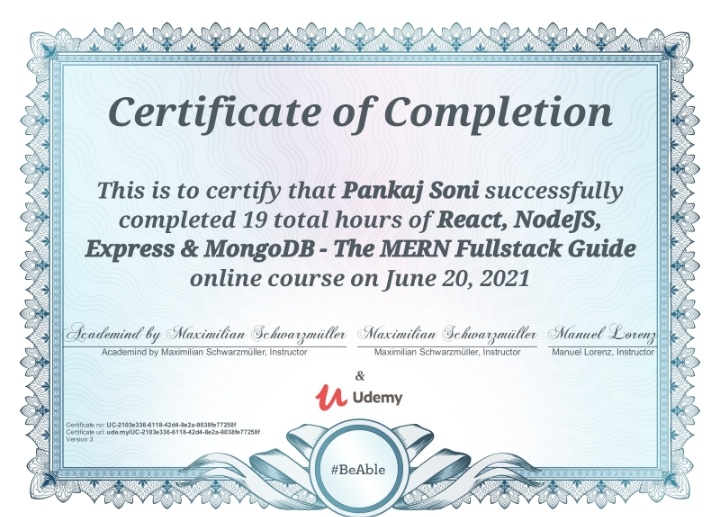 Certificate of Completion
This is to certify that Pankaj Soni successfully
completed 19 total hours of React, NodeJS,
Express & MongoDB - The MERN Fullstack Guide
online course on June 20, 2021
Academind by Maximilian Schwarzmüller Maximilian Schwarzmüller Manuel Lorenz
Academind by Maximilian Schwarzmüller, Instructor Maximilian Schwarzmüller, Instructor Manuel Lorenz, Instructor
&
Udemy
Certificate no: UC-2103e336-6118-42d4-8e2a-9038fe77258f
Certificate url: ude.my/UC-2103e336-6118-42d4-8e2a-9038fe77258f
Version 3
#BeAble